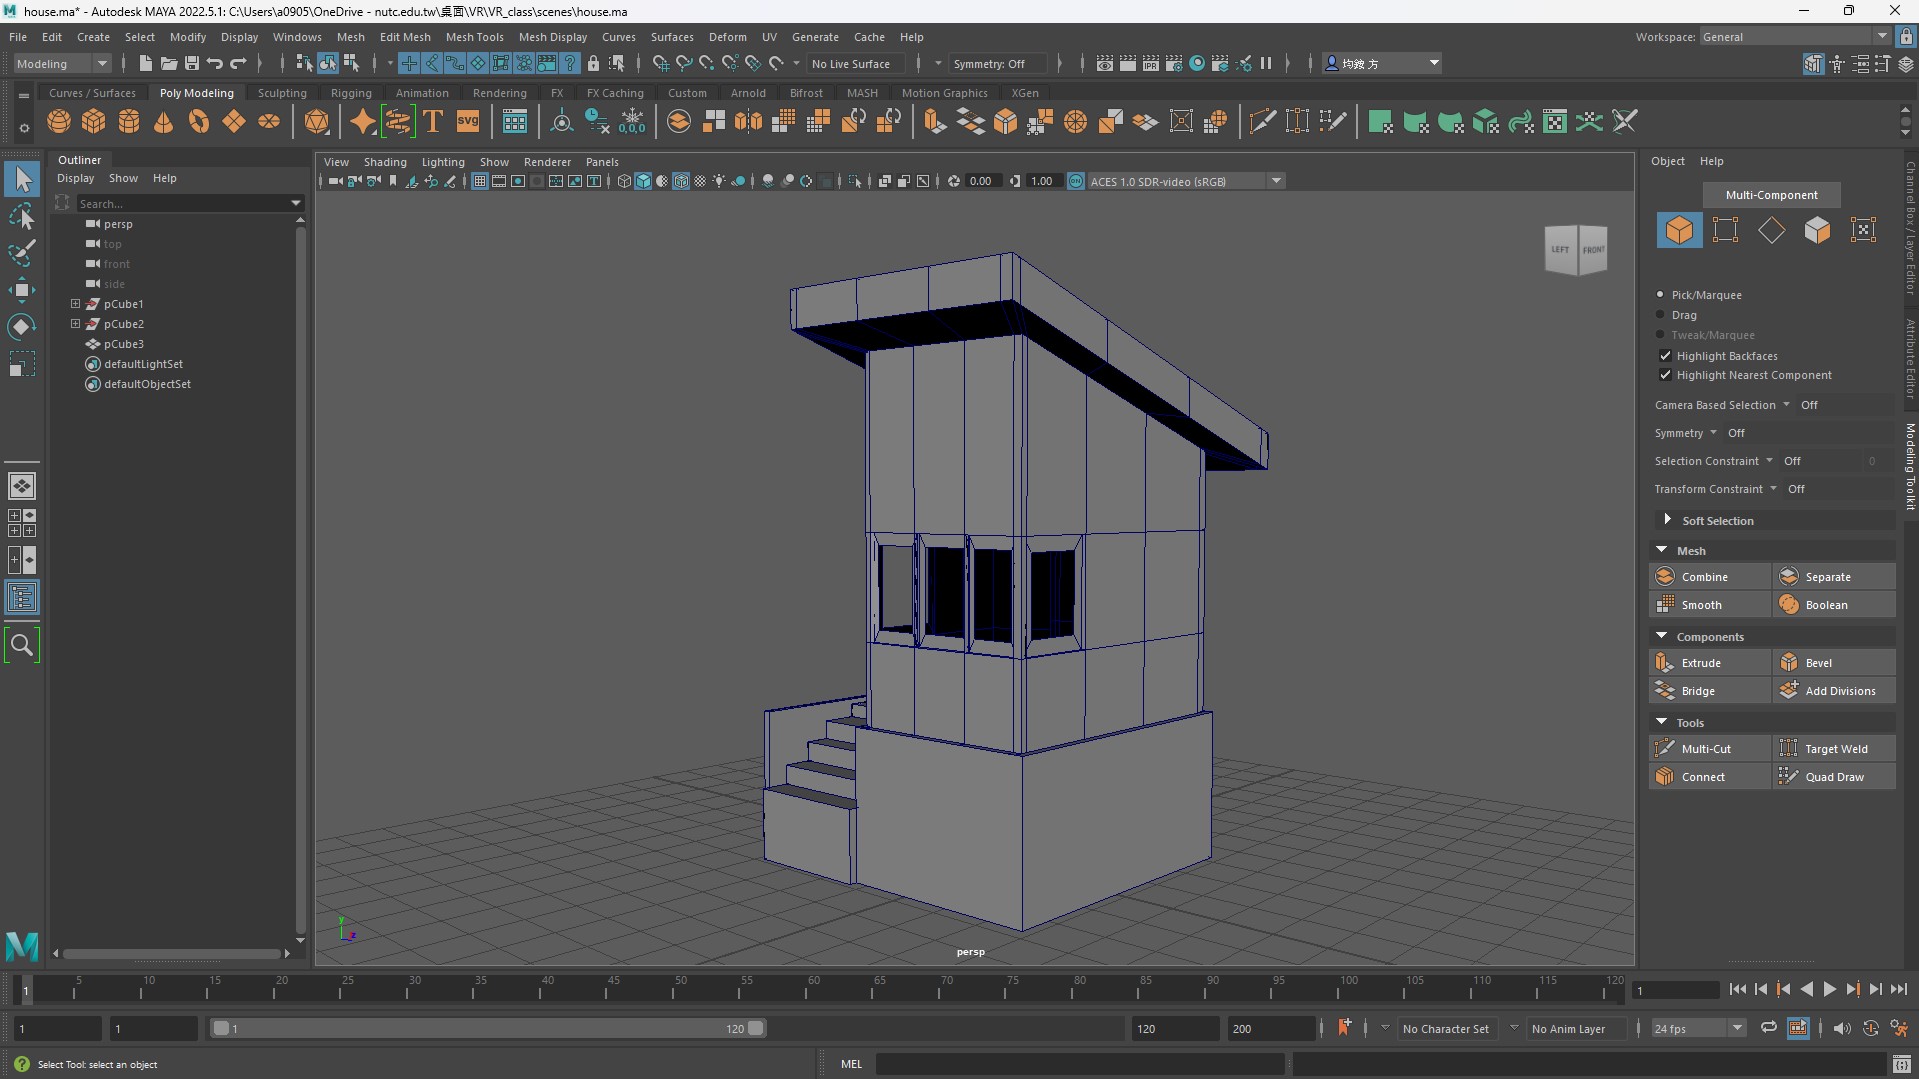 house.ma* - Autodesk MAYA 2022.5.1: C:\Users\a0905\OneDrive - nutc.edu.tw\桌面\VR\VR_class\scenes\house.ma
File Edit Create Select Modify Display Windows Mesh Edit Mesh Mesh Tools Mesh Display Curves Surfaces Deform UV Generate Cache Help
Workspace: General
Modeling
No Live Surface
Symmetry: Off
IPR
Curves / Surfaces Poly Modeling Sculpting Rigging Animation Rendering FX FX Caching Custom Arnold Bifrost MASH Motion Graphics XGen
T
SVG
0,0,0
Outliner
Display Show Help
Search...
persp
top
front
side
pCube1
pCube2
pCube3
defaultLightSet
defaultObjectSet
View Shading Lighting Show Renderer Panels
0.00
1.00
ACES 1.0 SDR-video (sRGB)
LEFT
FRONT
y
z
persp
Object Help
Multi-Component
Pick/Marquee
Drag
Tweak/Marquee
Highlight Backfaces
Highlight Nearest Component
Camera Based Selection Off
Symmetry Off
Selection Constraint Off 0
Transform Constraint Off
Soft Selection
Mesh
Combine Separate
Smooth Boolean
Components
Extrude Bevel
Bridge Add Divisions
Tools
Multi-Cut Target Weld
Connect Quad Draw
Channel Box / Layer Editor
Attribute Editor
Modeling Toolkit
M
1 5 10 15 20 25 30 35 40 45 50 55 60 65 70 75 80 85 90 95 100 105 110 115 120
1
1 1 1 120 120 200
No Character Set
No Anim Layer
24 fps
Select Tool: select an object
MEL